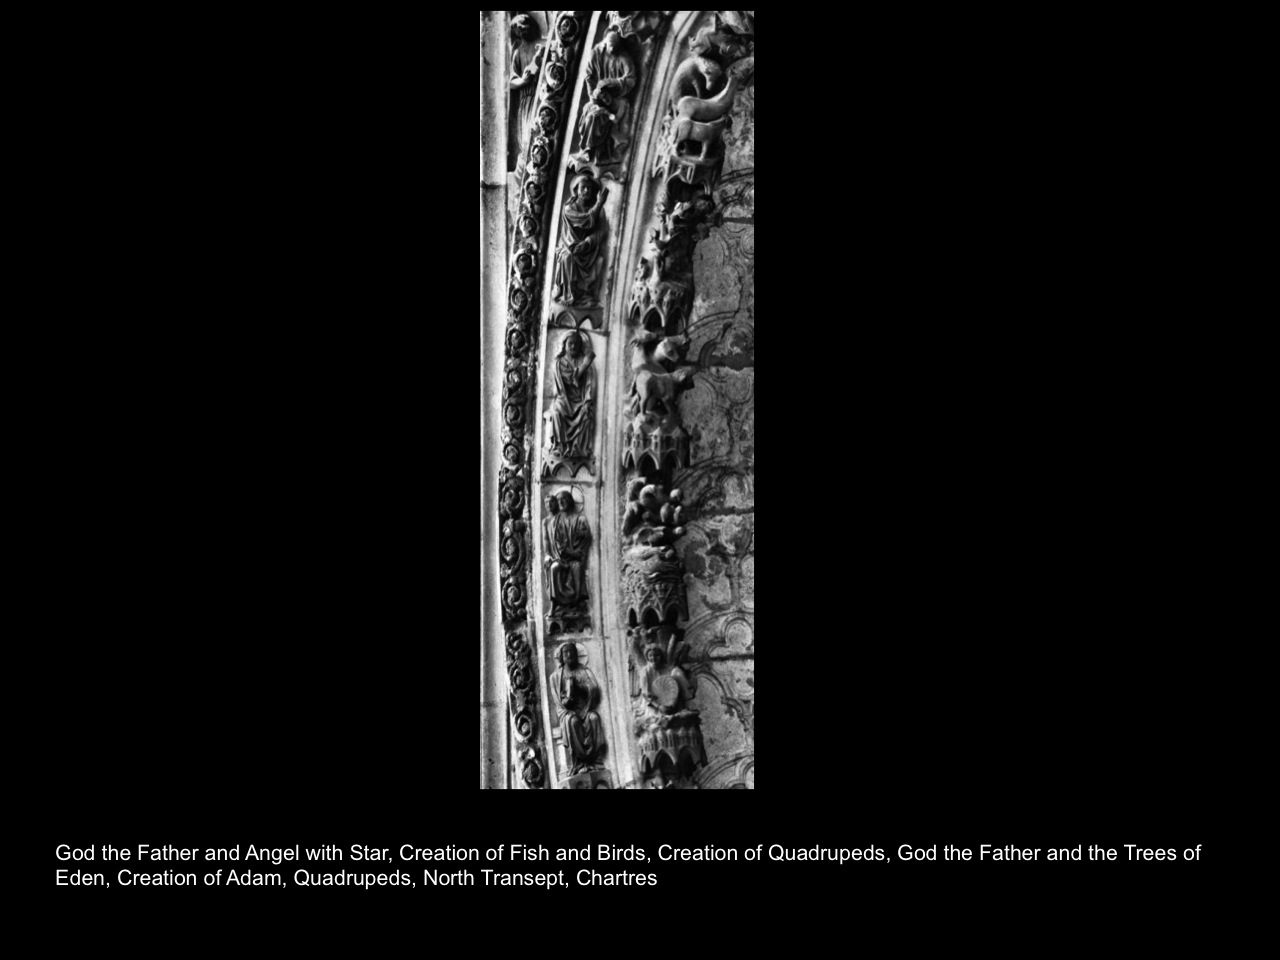 God the Father and Angel with Star, Creation of Fish and Birds, Creation of Quadrupeds, God the Father and the Trees of
Eden, Creation of Adam, Quadrupeds, North Transept, Chartres